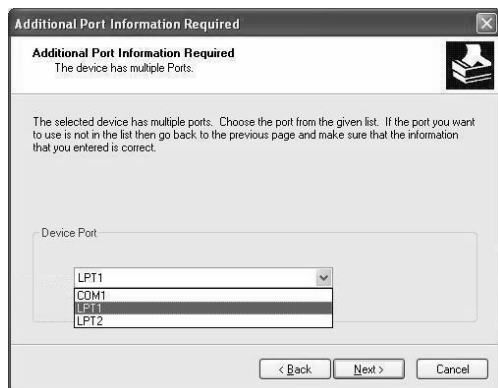 Additional Port Information Required
Additional Port Information Required
The device has multiple Ports.
The selected device has multiple ports. Choose the port from the given list. If the port you want
to use is not in the list then go back to the previous page and make sure that the information
that you entered is correct.
Device Port
LPT1
COM1
LPT1
LPT2
< Back
Next >
Cancel